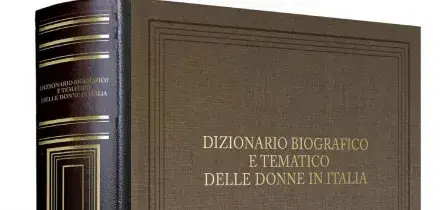 DIZIONARIO BIOGRAFICO
E TEMATICO
DELLE DONNE IN ITALIA
DIZIONARIO BIOGRAFICO
E TEMATICO
DELLE DONNE IN ITALIA